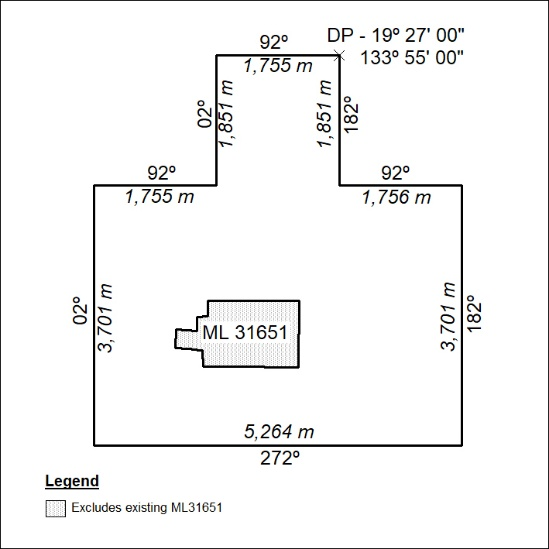 DP - 19º 27' 00"
133º 55' 00"
92º
1,755 m
02º
1,851 m
1,851 m
182º
92º
1,755 m
92º
1,756 m
02º
3,701 m
3,701 m
182º
ML 31651
5,264 m
272º
Legend
Excludes existing ML31651